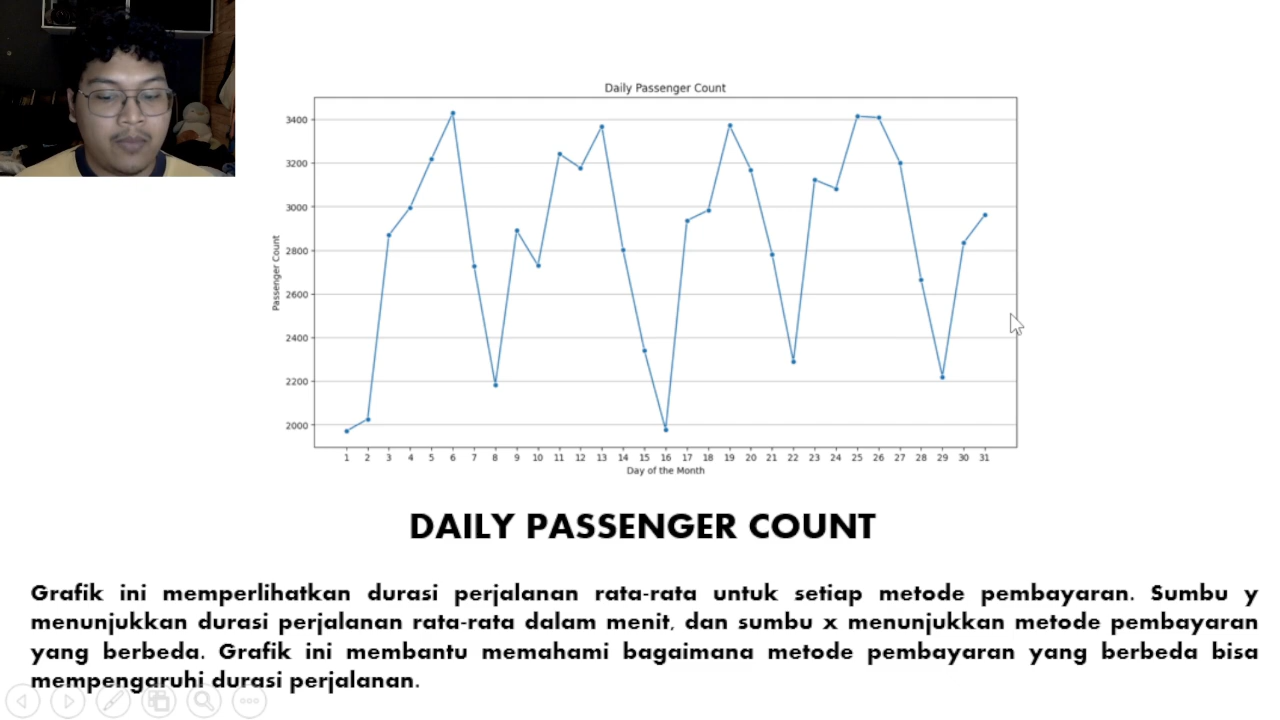 Daily Passenger Count
3400
3200
3000
2800
2600
2400
2200
2000
Passenger Count
1 2 3 4 5 6 7 8 9 10 11 12 13 14 15 16 17 18 19 20 21 22 23 24 25 26 27 28 29 30 31
Day of the Month
DAILY PASSENGER COUNT
Grafik ini memperlihatkan durasi perjalanan rata-rata untuk setiap metode pembayaran. Sumbu y
menunjukkan durasi perjalanan rata-rata dalam menit, dan sumbu x menunjukkan metode pembayaran
yang berbeda. Grafik ini membantu memahami bagaimana metode pembayaran yang berbeda bisa
mempengaruhi durasi perjalanan.